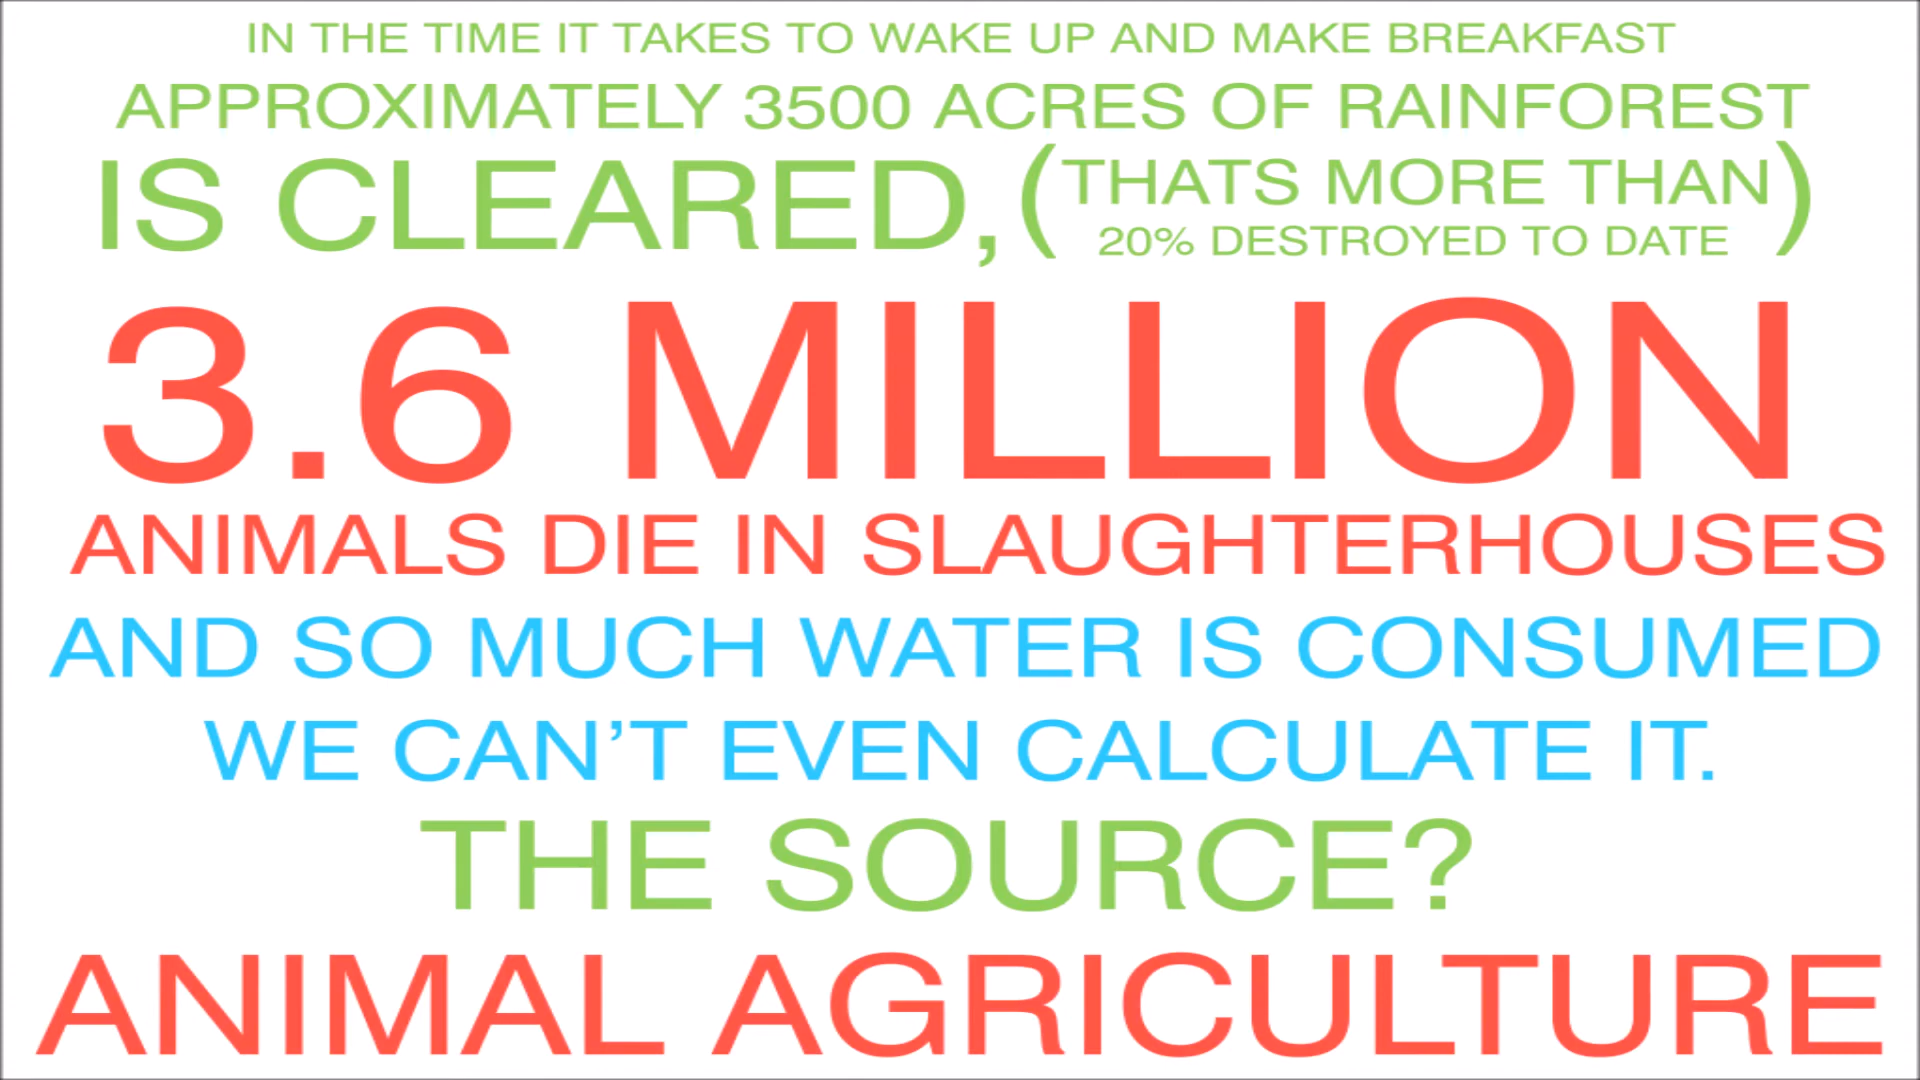 IN THE TIME IT TAKES TO WAKE UP AND MAKE BREAKFAST
APPROXIMATELY 3500 ACRES OF RAINFOREST
IS CLEARED, (THATS MORE THAN
20% DESTROYED TO DATE)
3.6 MILLION
ANIMALS DIE IN SLAUGHTERHOUSES
AND SO MUCH WATER IS CONSUMED
WE CAN’T EVEN CALCULATE IT.
THE SOURCE?
ANIMAL AGRICULTURE